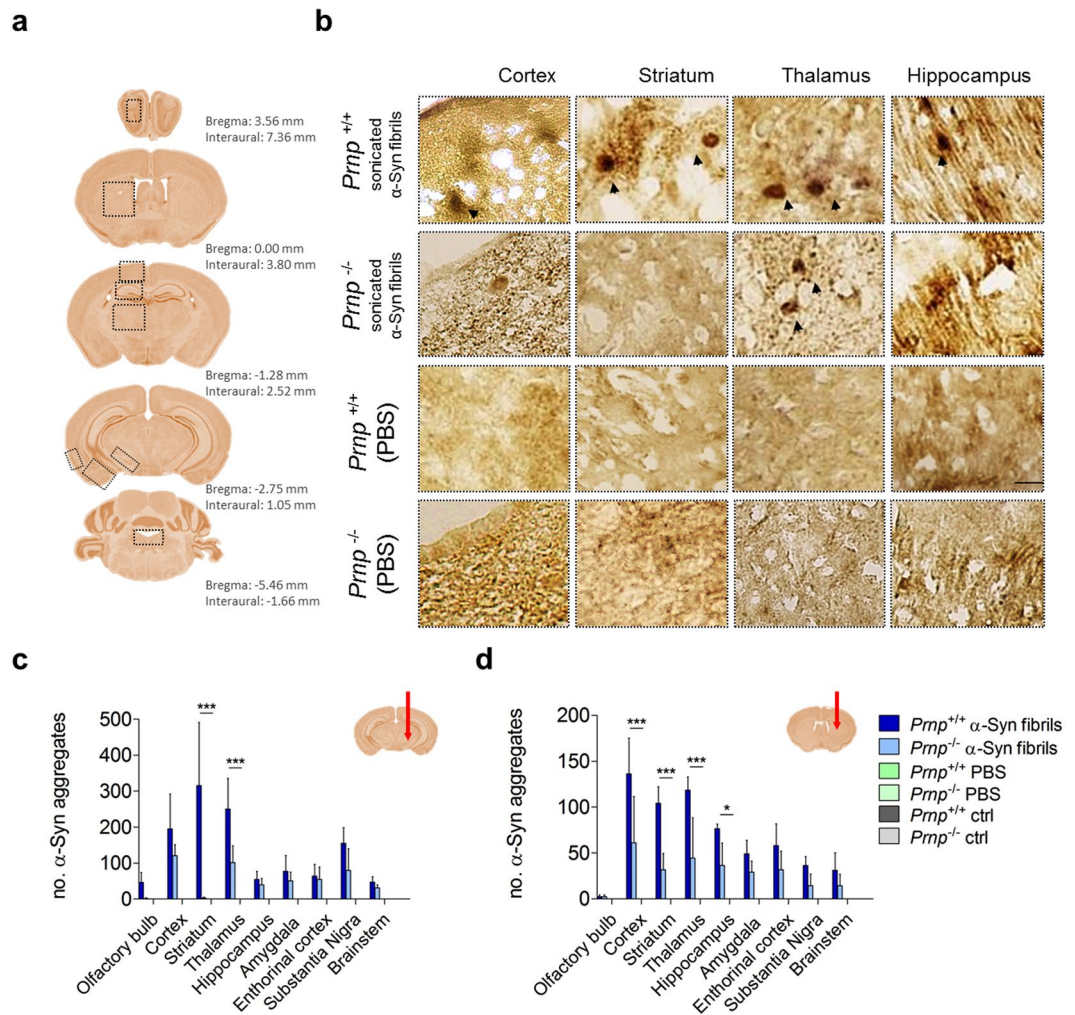 a
Bregma: 3.56 mm
Interaural: 7.36 mm
Bregma: 0.00 mm
Interaural: 3.80 mm
Bregma: -1.28 mm
Interaural: 2.52 mm
Bregma: -2.75 mm
Interaural: 1.05 mm
Bregma: -5.46 mm
Interaural: -1.66 mm
b
Cortex
Striatum
Thalamus
Hippocampus
Prnp +/+
sonicated
α-Syn fibrils
Prnp -/-
sonicated
α-Syn fibrils
Prnp +/+
(PBS)
Prnp -/-
(PBS)
c
no. α-Syn aggregates
500
400
300
200
100
0
***
***
Olfactory bulb
Cortex
Striatum
Thalamus
Hippocampus
Amygdala
Enthorinal cortex
Substantia Nigra
Brainstem
d
no. α-Syn aggregates
200
150
100
50
0
***
***
***
*
Olfactory bulb
Cortex
Striatum
Thalamus
Hippocampus
Amygdala
Enthorinal cortex
Substantia Nigra
Brainstem
Prnp+/+ α-Syn fibrils
Prnp-/- α-Syn fibrils
Prnp+/+ PBS
Prnp-/- PBS
Prnp+/+ ctrl
Prnp-/- ctrl